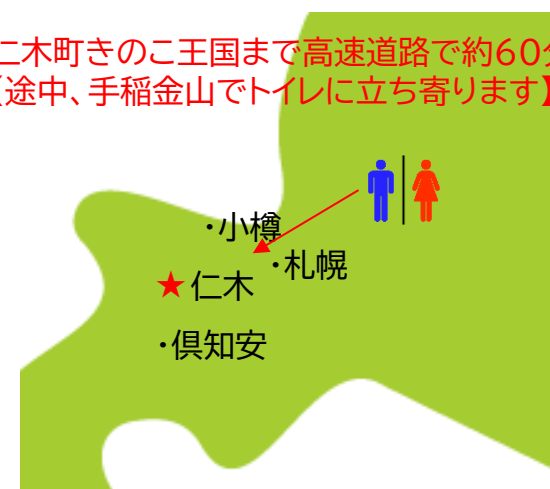 仁木町きのこ王国まで高速道路で約60分
【途中、手稲金山でトイレに立ち寄ります】
・小樽
・札幌
★仁木
・倶知安